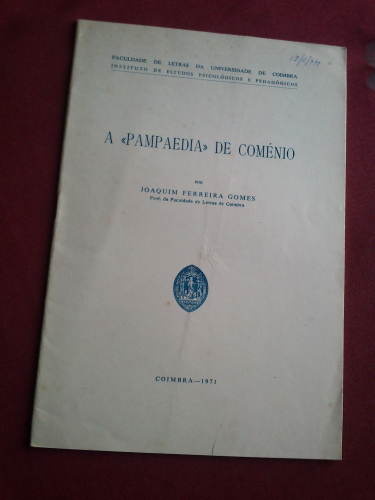 FACULDADE DE LETRAS DA UNIVERSIDADE DE COIMBRA
INSTITUTO DE ESTUDOS PSICOLÓGICOS E PEDAGÓGICOS
A «PAMPAEDIA» DE COMÉNIO
POR
JOAQUIM FERREIRA GOMES
Prof. da Faculdade de Letras de Coimbra
COIMBRA—1971